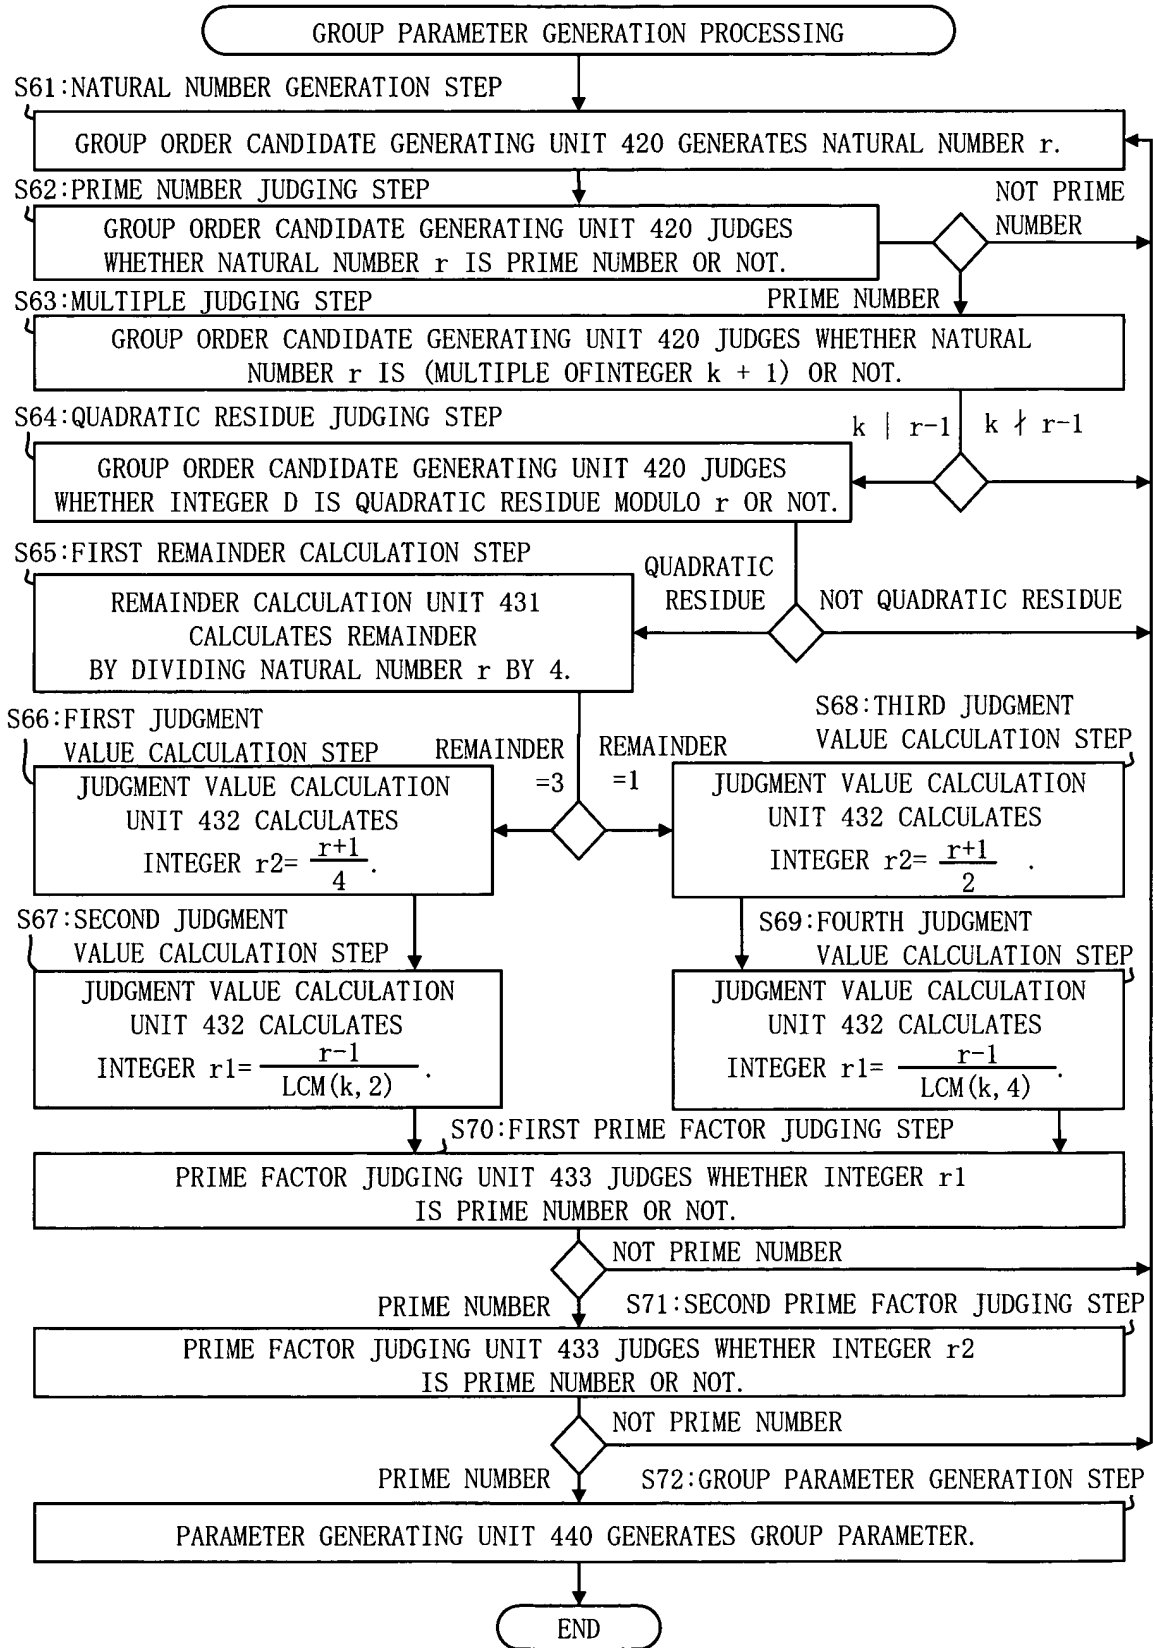 GROUP PARAMETER GENERATION PROCESSING
S61:NATURAL NUMBER GENERATION STEP
GROUP ORDER CANDIDATE GENERATING UNIT 420 GENERATES NATURAL NUMBER r.
S62:PRIME NUMBER JUDGING STEP
GROUP ORDER CANDIDATE GENERATING UNIT 420 JUDGES
WHETHER NATURAL NUMBER r IS PRIME NUMBER OR NOT.
NOT PRIME
NUMBER
PRIME NUMBER
S63:MULTIPLE JUDGING STEP
GROUP ORDER CANDIDATE GENERATING UNIT 420 JUDGES WHETHER NATURAL
NUMBER r IS (MULTIPLE OFINTEGER k + 1) OR NOT.
k | r-1
k ∤ r-1
S64:QUADRATIC RESIDUE JUDGING STEP
GROUP ORDER CANDIDATE GENERATING UNIT 420 JUDGES
WHETHER INTEGER D IS QUADRATIC RESIDUE MODULO r OR NOT.
QUADRATIC
RESIDUE
NOT QUADRATIC RESIDUE
S65:FIRST REMAINDER CALCULATION STEP
REMAINDER CALCULATION UNIT 431
CALCULATES REMAINDER
BY DIVIDING NATURAL NUMBER r BY 4.
REMAINDER
=3
REMAINDER
=1
S66:FIRST JUDGMENT
VALUE CALCULATION STEP
JUDGMENT VALUE CALCULATION
UNIT 432 CALCULATES
INTEGER r2= r+1/4.
S68:THIRD JUDGMENT
VALUE CALCULATION STEP
JUDGMENT VALUE CALCULATION
UNIT 432 CALCULATES
INTEGER r2= r+1/2 .
S67:SECOND JUDGMENT
VALUE CALCULATION STEP
JUDGMENT VALUE CALCULATION
UNIT 432 CALCULATES
INTEGER r1= r-1/LCM(k,2) .
S69:FOURTH JUDGMENT
VALUE CALCULATION STEP
JUDGMENT VALUE CALCULATION
UNIT 432 CALCULATES
INTEGER r1= r-1/LCM(k,4) .
S70:FIRST PRIME FACTOR JUDGING STEP
PRIME FACTOR JUDGING UNIT 433 JUDGES WHETHER INTEGER r1
IS PRIME NUMBER OR NOT.
NOT PRIME NUMBER
PRIME NUMBER
S71:SECOND PRIME FACTOR JUDGING STEP
PRIME FACTOR JUDGING UNIT 433 JUDGES WHETHER INTEGER r2
IS PRIME NUMBER OR NOT.
NOT PRIME NUMBER
PRIME NUMBER
S72:GROUP PARAMETER GENERATION STEP
PARAMETER GENERATING UNIT 440 GENERATES GROUP PARAMETER.
END